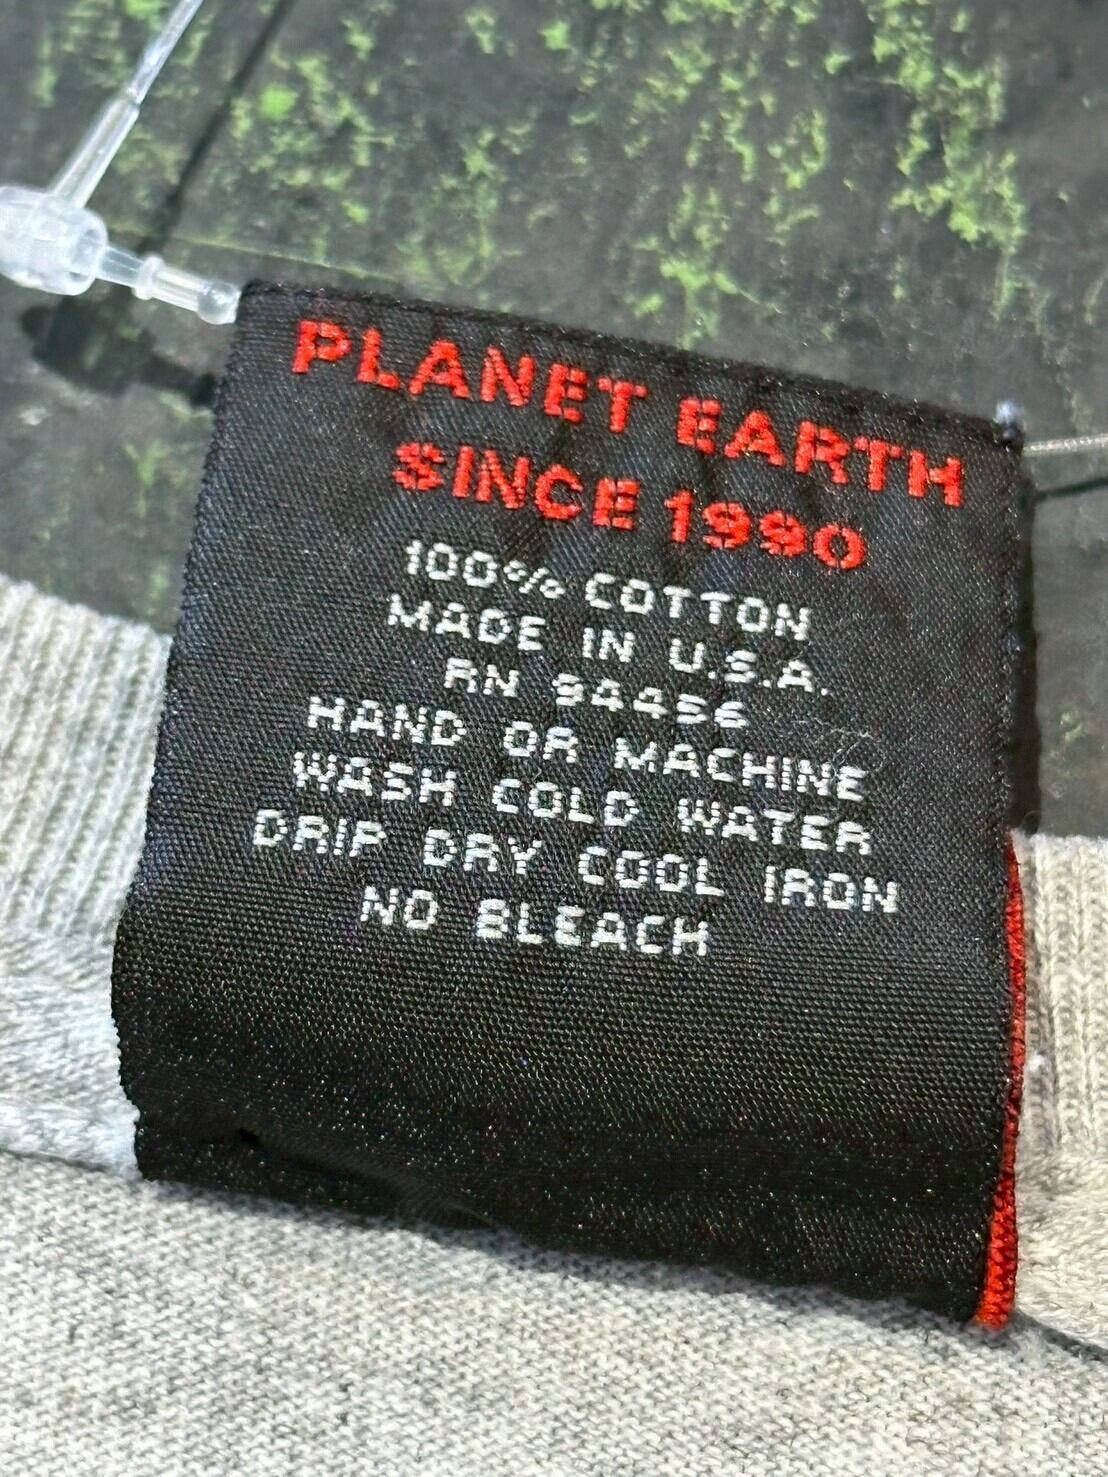 PLANET EARTH
SINCE 1990
100% COTTON
MADE IN U.S.A.
RN 94456
HAND OR MACHINE
WASH COLD WATER
DRIP DRY COOL IRON
NO BLEACH